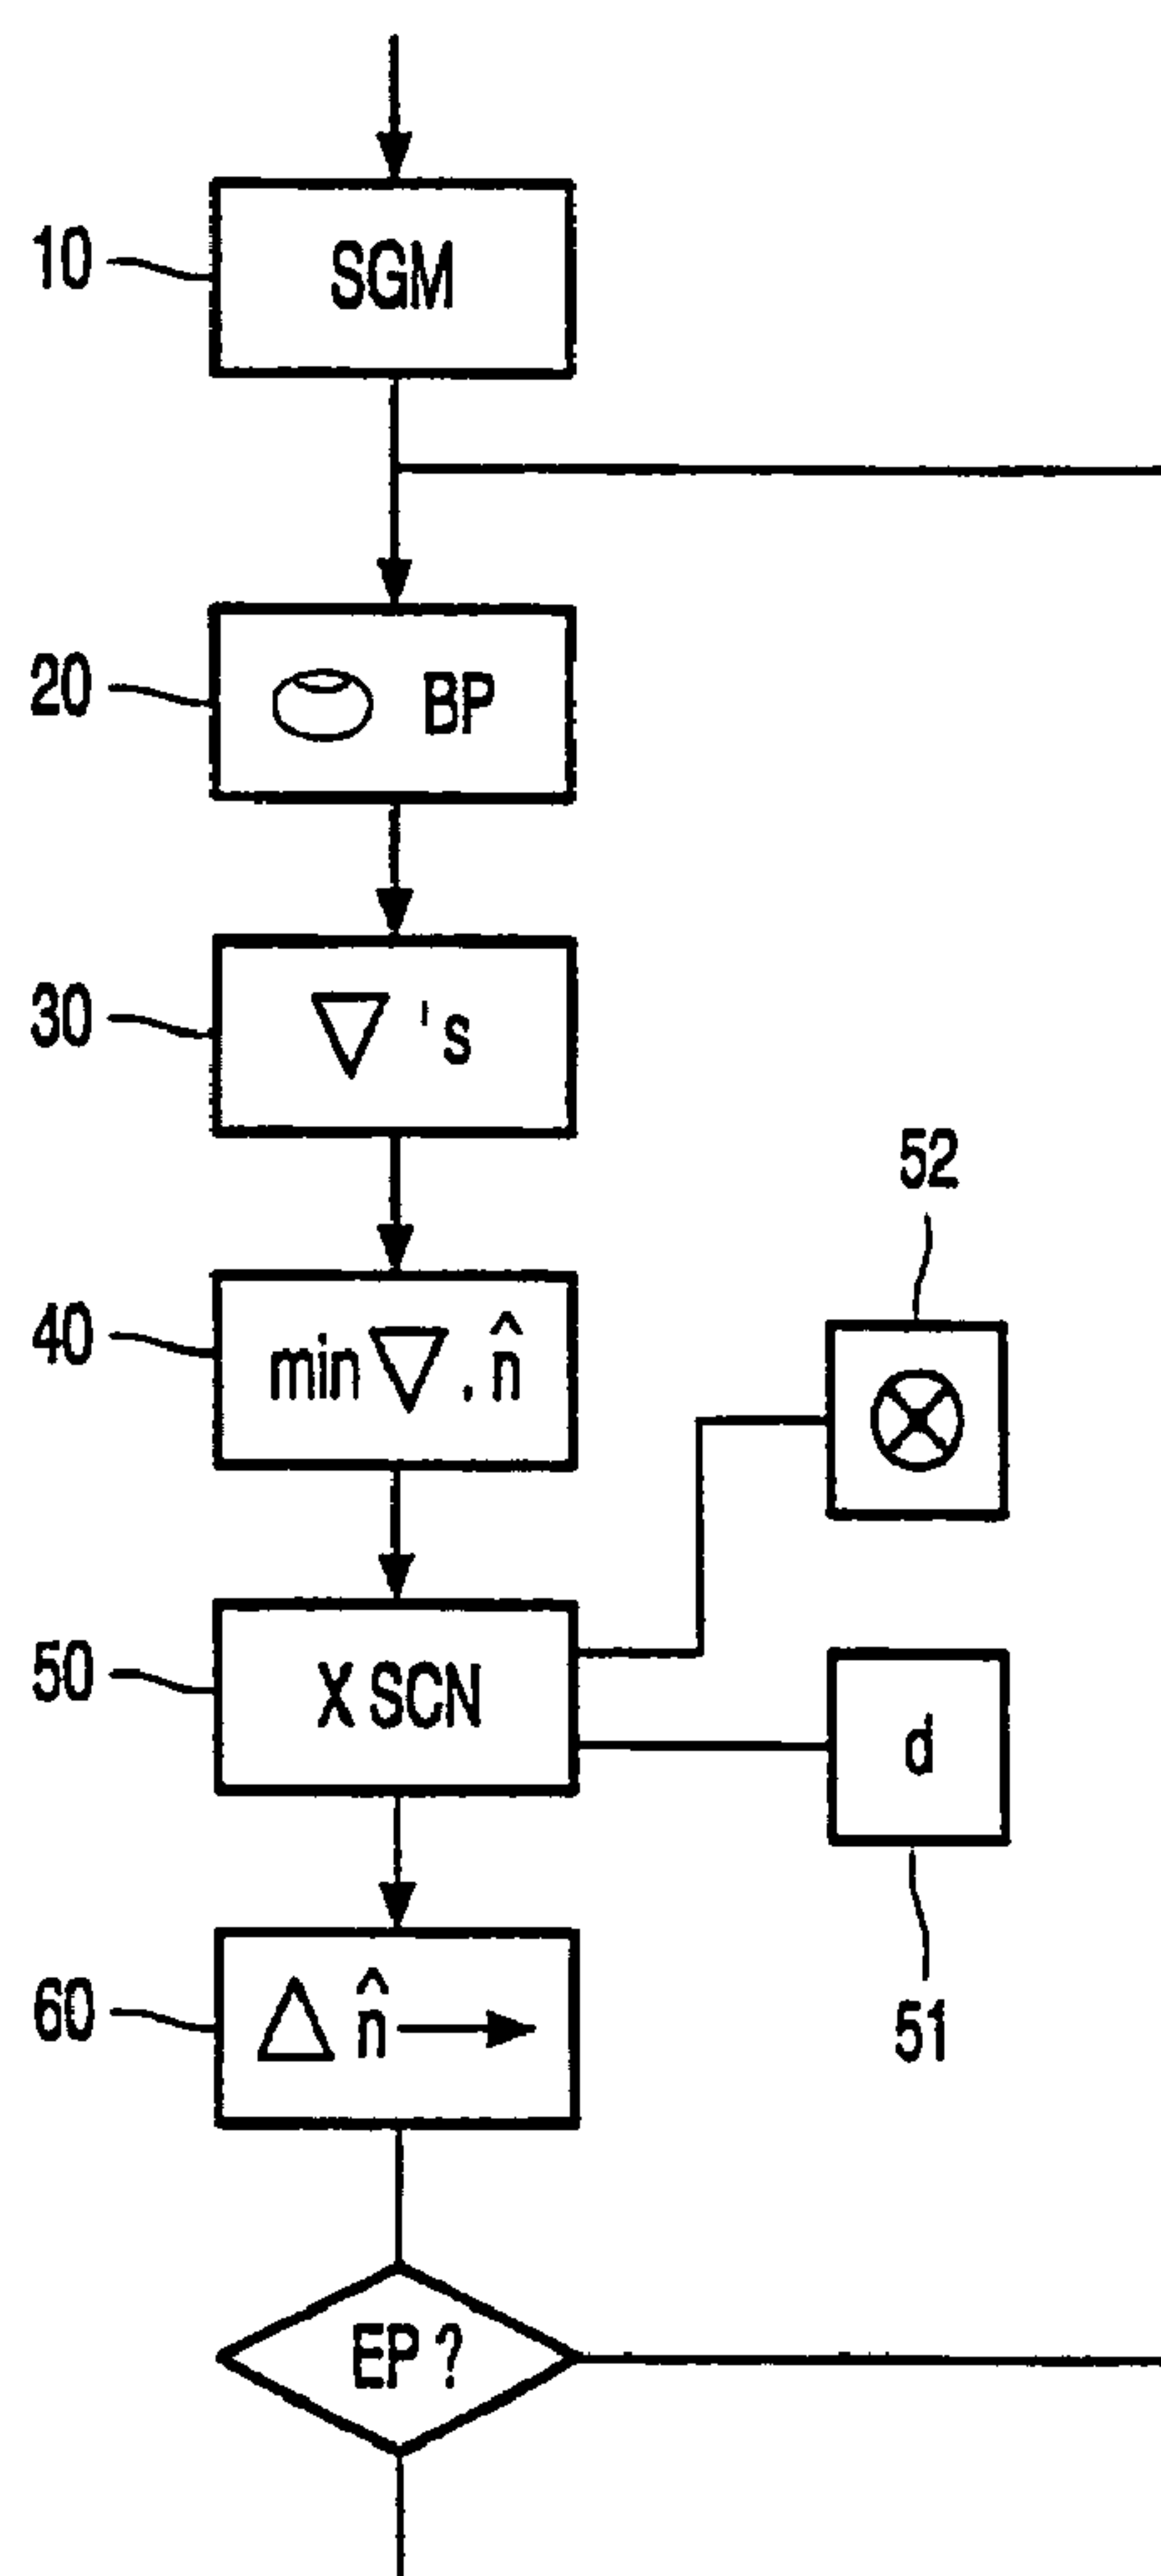 10
SGM
20
BP
30
▽ 's
52
40
min ▽ . n̂
50
X SCN
d
60
△ n̂ →
51
EP ?